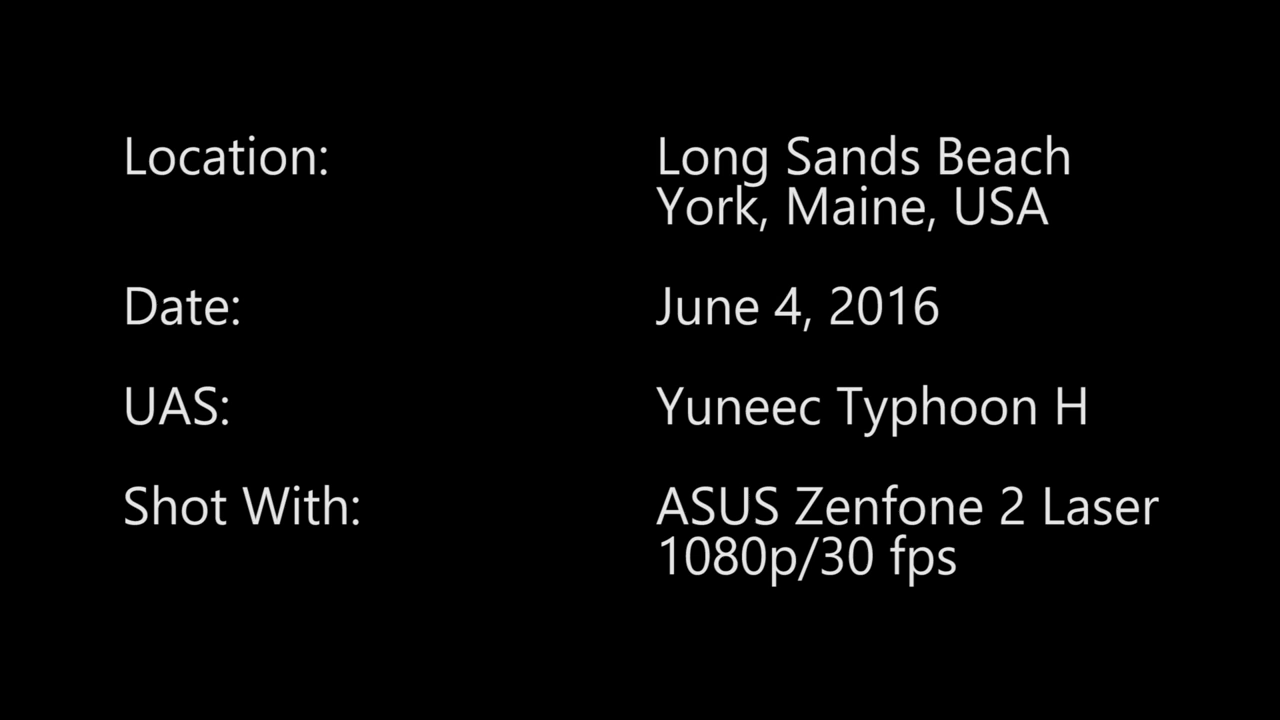 Location: Long Sands Beach
York, Maine, USA
Date: June 4, 2016
UAS: Yuneec Typhoon H
Shot With: ASUS Zenfone 2 Laser
1080p/30 fps